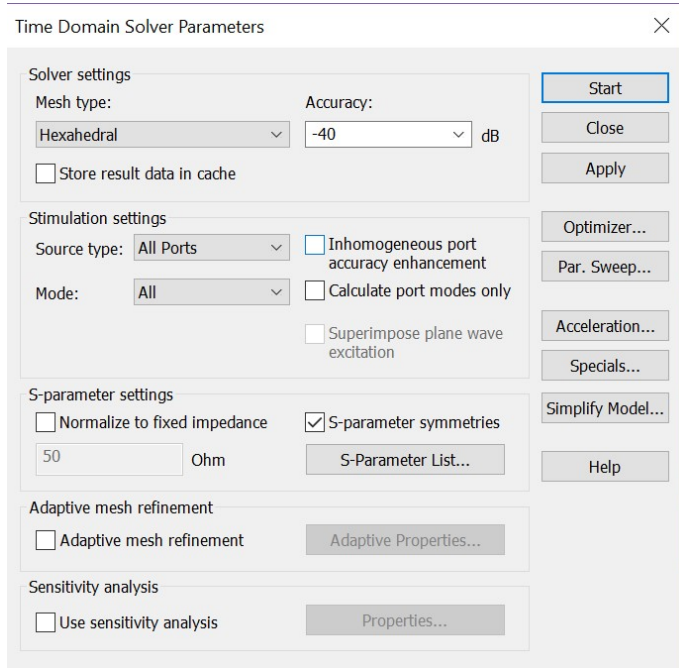 Time Domain Solver Parameters
Solver settings
Mesh type:
Accuracy:
Hexahedral
-40
dB
Store result data in cache
Start
Close
Apply
Stimulation settings
Source type:
All Ports
Inhomogeneous port
accuracy enhancement
Mode:
All
Calculate port modes only
Superimpose plane wave
excitation
Optimizer...
Par. Sweep...
Acceleration...
Specials...
Simplify Model...
Help
S-parameter settings
Normalize to fixed impedance
S-parameter symmetries
50
Ohm
S-Parameter List...
Adaptive mesh refinement
Adaptive mesh refinement
Adaptive Properties...
Sensitivity analysis
Use sensitivity analysis
Properties...